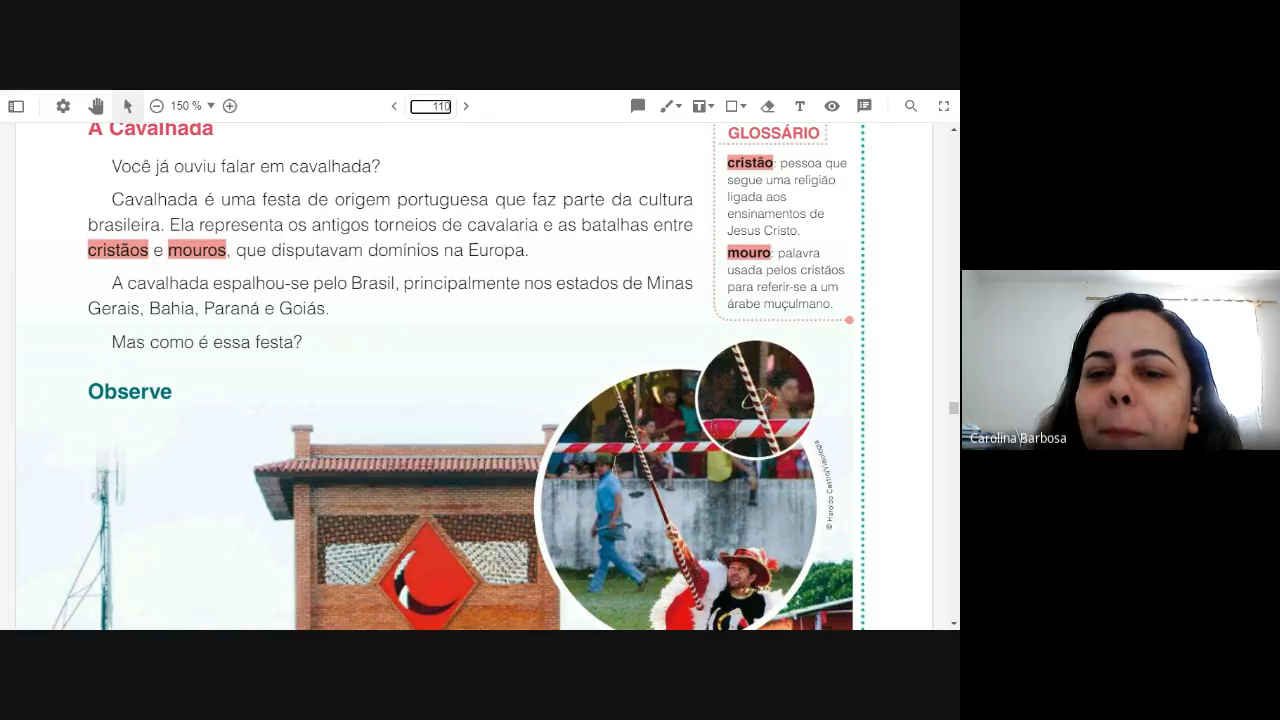 150 %
110
A Cavalhada
Você já ouviu falar em cavalhada?
Cavalhada é uma festa de origem portuguesa que faz parte da cultura
brasileira. Ela representa os antigos torneios de cavalaria e as batalhas entre
cristãos e mouros, que disputavam domínios na Europa.
A cavalhada espalhou-se pelo Brasil, principalmente nos estados de Minas
Gerais, Bahia, Paraná e Goiás.
Mas como é essa festa?
Observe
GLOSSÁRIO
cristão: pessoa que
segue uma religião
ligada aos
ensinamentos de
Jesus Cristo.
mouro: palavra
usada pelos cristãos
para referir-se a um
árabe muçulmano.
Carolina Barbosa